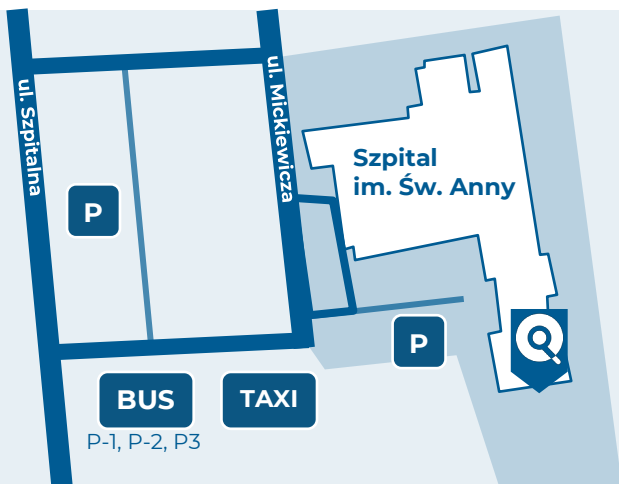 ul. Szpitalna
ul. Mickiewicza
Szpital
im. Św. Anny
P
P
BUS
TAXI
P-1, P-2, P3